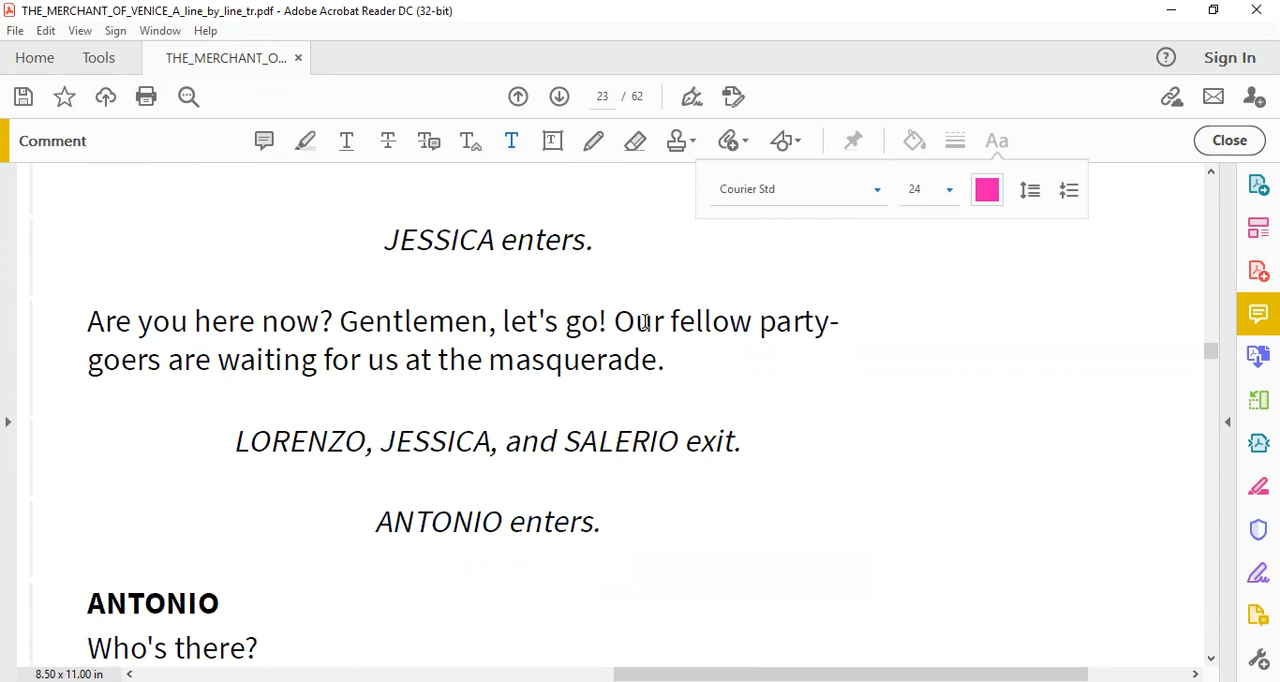 THE_MERCHANT_OF_VENICE_A_line_by_line_tr.pdf - Adobe Acrobat Reader DC (32-bit)
File Edit View Sign Window Help
Home Tools THE_MERCHANT_O... × Sign In
23 / 62
Comment Close
Courier Std 24
JESSICA enters.
Are you here now? Gentlemen, let's go! Our fellow party-
goers are waiting for us at the masquerade.
LORENZO, JESSICA, and SALERIO exit.
ANTONIO enters.
ANTONIO
Who's there?
8.50 x 11.00 in